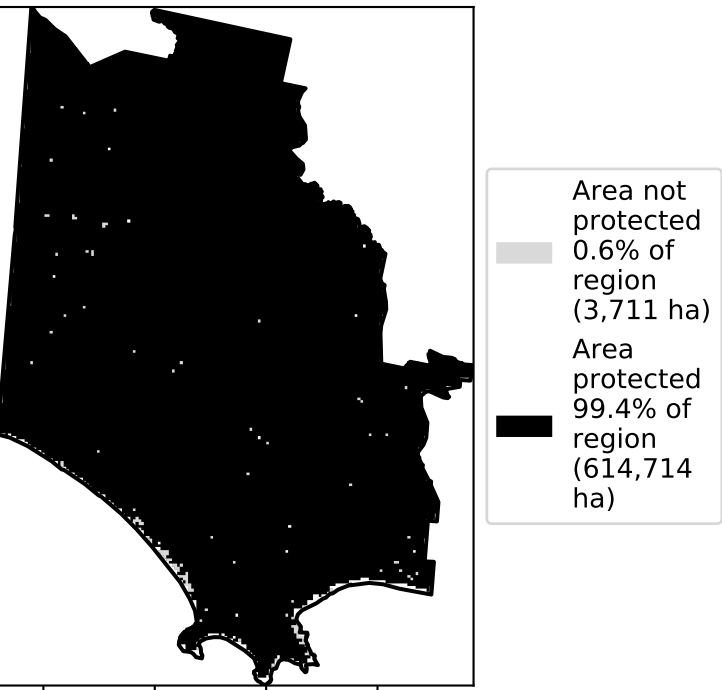 Area not
protected
0.6% of
region
(3,711 ha)
Area
protected
99.4% of
region
(614,714
ha)